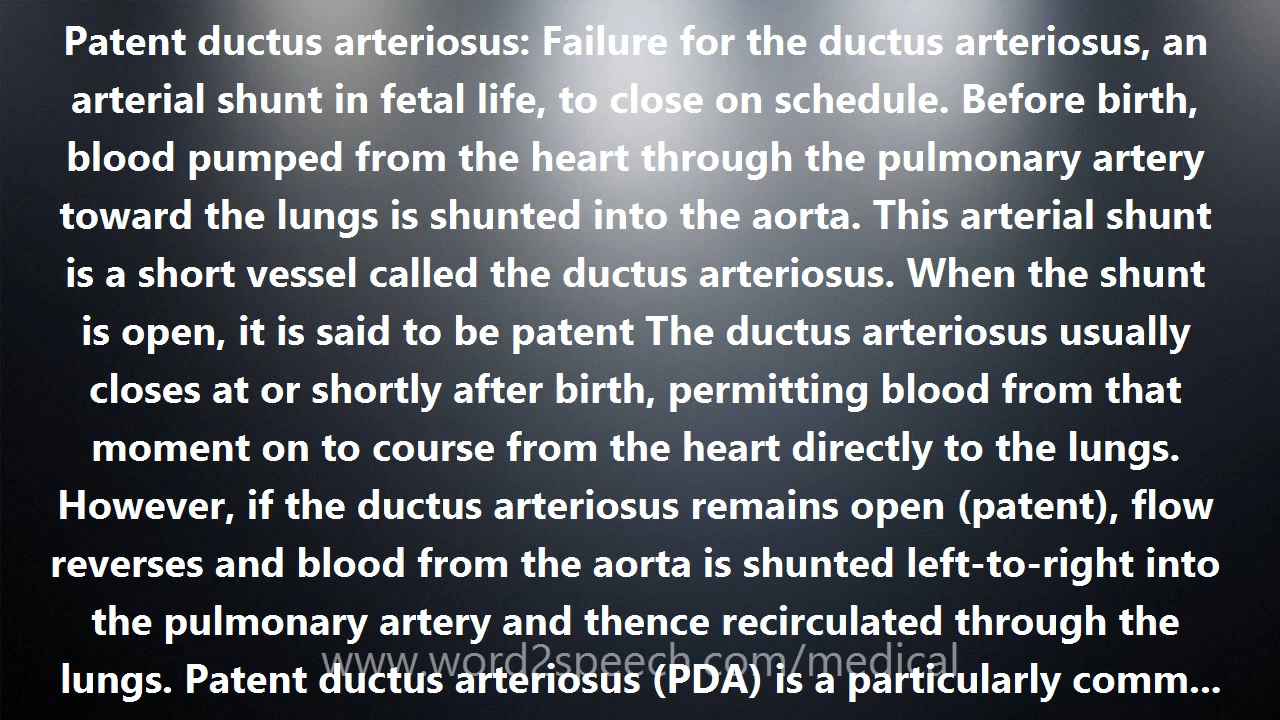 Patent ductus arteriosus: Failure for the ductus arteriosus, an
arterial shunt in fetal life, to close on schedule. Before birth,
blood pumped from the heart through the pulmonary artery
toward the lungs is shunted into the aorta. This arterial shunt
is a short vessel called the ductus arteriosus. When the shunt
is open, it is said to be patent The ductus arteriosus usually
closes at or shortly after birth, permitting blood from that
moment on to course from the heart directly to the lungs.
However, if the ductus arteriosus remains open (patent), flow
reverses and blood from the aorta is shunted left-to-right into
the pulmonary artery and thence recirculated through the
www.word2speech.com/medical
lungs. Patent ductus arteriosus (PDA) is a particularly comm...